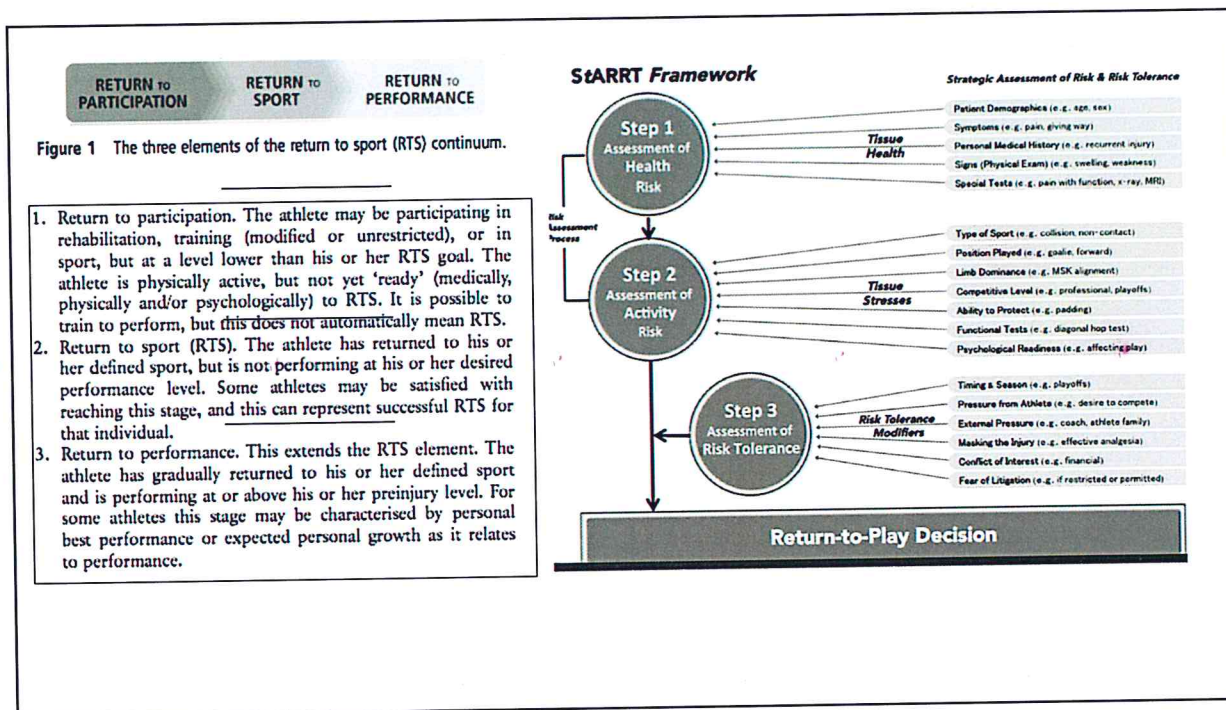 RETURN TO
PARTICIPATION
RETURN TO
SPORT
RETURN TO
PERFORMANCE
Figure 1 The three elements of the return to sport (RTS) continuum.
1. Return to participation. The athlete may be participating in
rehabilitation, training (modified or unrestricted), or in
sport, but at a level lower than his or her RTS goal. The
athlete is physically active, but not yet ‘ready’ (medically,
physically and/or psychologically) to RTS. It is possible to
train to perform, but this does not automatically mean RTS.
2. Return to sport (RTS). The athlete has returned to his or
her defined sport, but is not performing at his or her desired
performance level. Some athletes may be satisfied with
reaching this stage, and this can represent successful RTS for
that individual.
3. Return to performance. This extends the RTS element. The
athlete has gradually returned to his or her defined sport
and is performing at or above his or her preinjury level. For
some athletes this stage may be characterised by personal
best performance or expected personal growth as it relates
to performance.
StARRT Framework
Strategic Assessment of Risk & Risk Tolerance
Step 1
Assessment of
Health
Risk
Tissue
Health
Patient Demographics (e.g. age, sex)
Symptoms (e.g. pain, giving way)
Personal Medical History (e.g. recurrent injury)
Signs (Physical Exam) (e.g. swelling, weakness)
Special Tests (e.g. pain with function, x-ray, MRI)
Risk
Assessment
Process
Step 2
Assessment of
Activity
Risk
Tissue
Stresses
Type of Sport (e.g. collision, non-contact)
Position Played (e.g. goalie, forward)
Limb Dominance (e.g. MSK alignment)
Competitive Level (e.g. professional, playoffs)
Ability to Protect (e.g. padding)
Functional Tests (e.g. diagonal hop test)
Psychological Readiness (e.g. affecting play)
Step 3
Assessment of
Risk Tolerance
Risk Tolerance
Modifiers
Timing & Season (e.g. playoffs)
Pressure from Athlete (e.g. desire to compete)
External Pressure (e.g. coach, athlete family)
Masking the Injury (e.g. effective analgesia)
Conflict of Interest (e.g. financial)
Fear of Litigation (e.g. if restricted or permitted)
Return-to-Play Decision